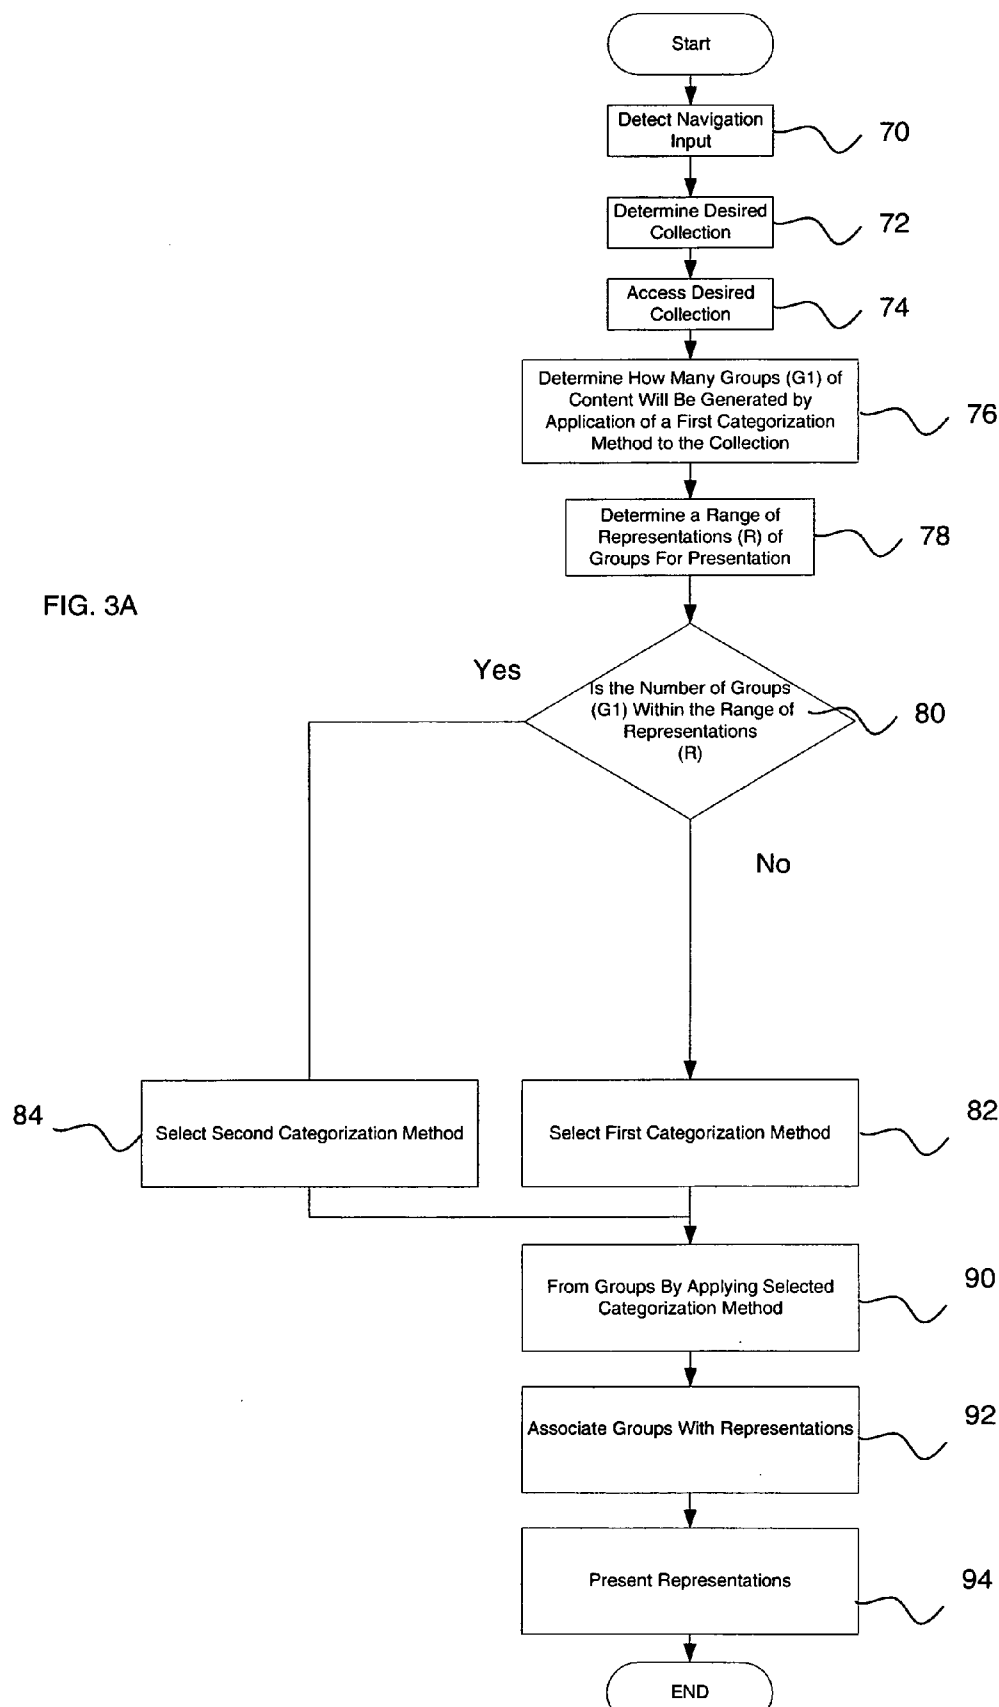 Start
Detect Navigation
Input
70
Determine Desired
Collection
72
Access Desired
Collection
74
Determine How Many Groups (G1) of
Content Will Be Generated by
Application of a First Categorization
Method to the Collection
76
Determine a Range of
Representations (R) of
Groups For Presentation
78
FIG. 3A
Yes
Is the Number of Groups
(G1) Within the Range of
Representations
(R)
80
No
84
Select Second Categorization Method
Select First Categorization Method
82
From Groups By Applying Selected
Categorization Method
90
Associate Groups With Representations
92
Present Representations
94
END